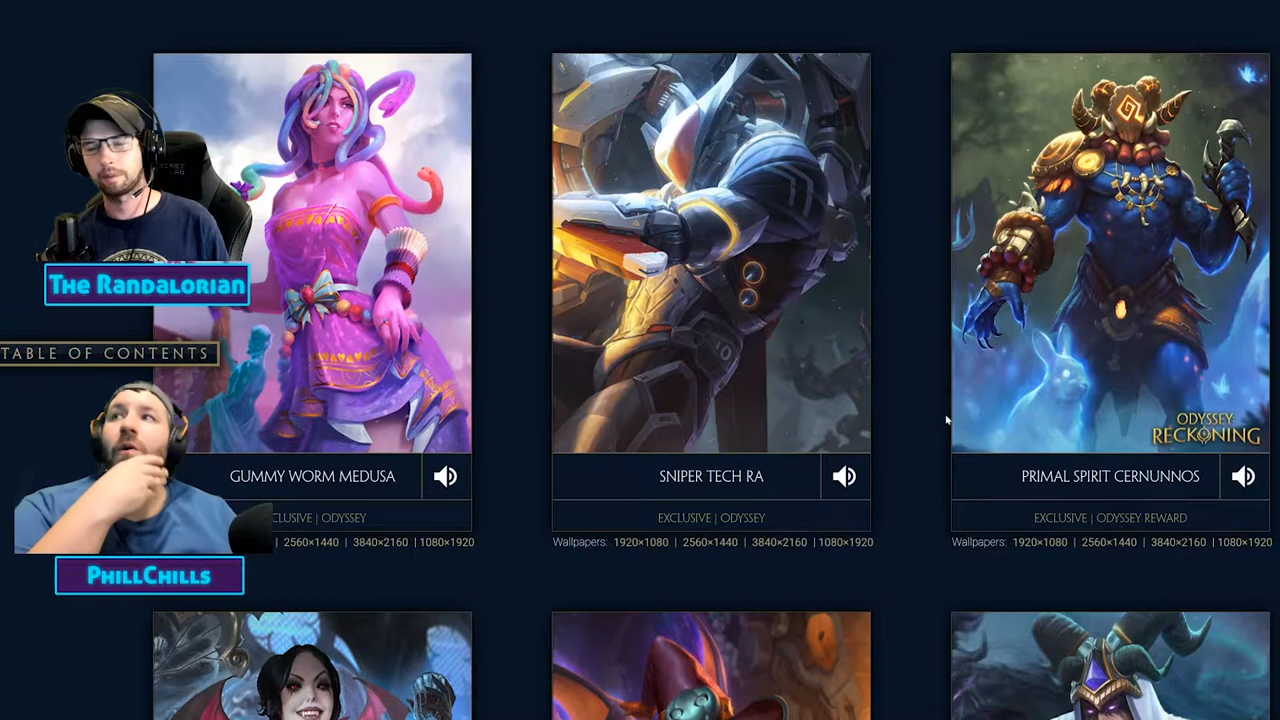 The Randalorian
TABLE OF CONTENTS
PhillChills
GUMMY WORM MEDUSA
CLUSIVE | ODYSSEY
| 2560×1440 | 3840×2160 | 1080×1920
SNIPER TECH RA
EXCLUSIVE | ODYSSEY
Wallpapers: 1920×1080 | 2560×1440 | 3840×2160 | 1080×1920
ODYSSEY
RECKONING
PRIMAL SPIRIT CERNUNNOS
EXCLUSIVE | ODYSSEY REWARD
Wallpapers: 1920×1080 | 2560×1440 | 3840×2160 | 1080×1920